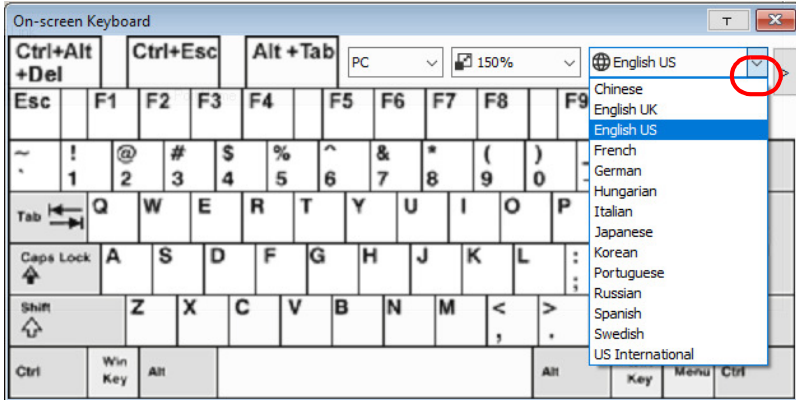 On-screen Keyboard
Ctrl+Alt +Del Ctrl+Esc Alt +Tab PC 150% English US >
Esc F1 F2 F3 F4 F5 F6 F7 F8 F9
~ ` ! 1 @ 2 # 3 $ 4 % 5 ^ 6 & 7 * 8 ( 9 ) 0 _ -
Tab Q W E R T Y U I O P
Caps Lock A S D F G H J K L : ;
Shift Z X C V B N M < , > .
Ctrl Win Key Alt Alt Key Menu Ctrl
Chinese
English UK
English US
French
German
Hungarian
Italian
Japanese
Korean
Portuguese
Russian
Spanish
Swedish
US International